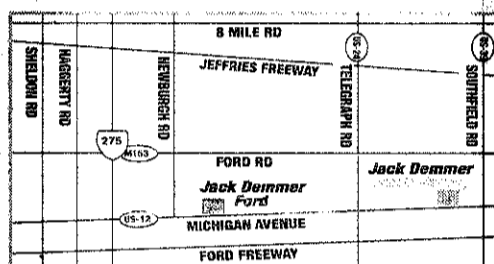 8 MILE RD
JEFFRIES FREEWAY
SHELDON RD
HAGGERTY RD
NEWBURGH RD
US-24
TELEGRAPH RD
SOUTHFIELD RD
275
M153
FORD RD
Jack Demmer
Ford
Jack Demmer
US-12
MICHIGAN AVENUE
FORD FREEWAY